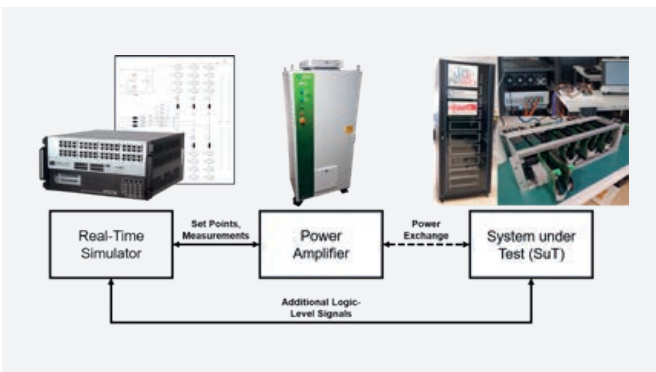 Real-Time
Simulator
Set Points,
Measurements
Power
Amplifier
Power
Exchange
System under
Test (SuT)
Additional Logic-
Level Signals